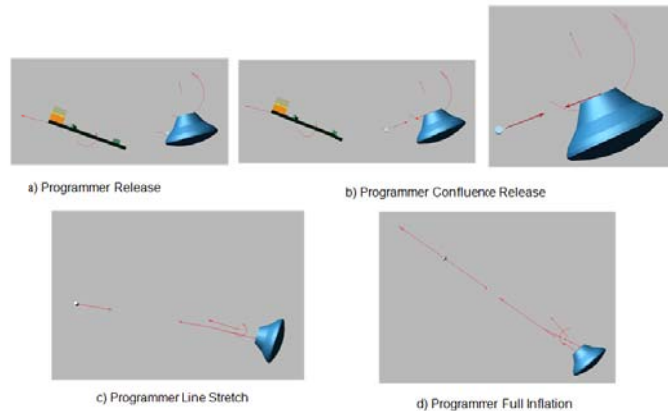 a) Programmer Release
b) Programmer Confluence Release
c) Programmer Line Stretch
d) Programmer Full Inflation